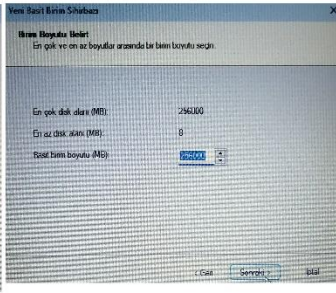 Yeni Basit Birim Sihirbazı
X
Birim Boyutu Belirt
En çok ve en az boyutlar arasında bir birim boyutu seçin.
En çok disk alanı (MB): 256000
En az disk alanı (MB): 8
Basit birim boyutu (MB): 256000
< Geri
Sonraki >
İptal